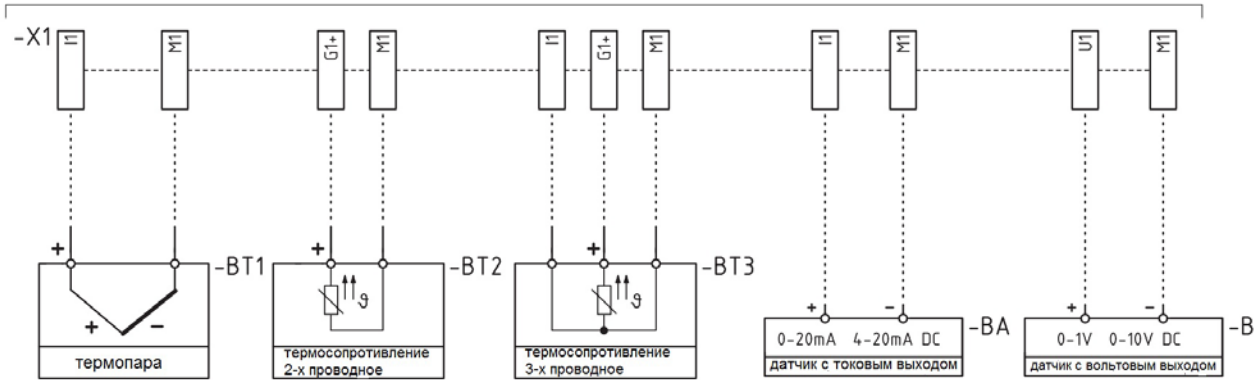 -X1 I1 M1 G1+ M1 I1 G1+ M1 I1 M1 U1 M1
+ + +
-BT1 -BT2 -BT3
ϑ ϑ
+ - + - + -
0-20mA 4-20mA DC -BA 0-1V 0-10V DC -B
термопара
термосопротивление
2-х проводное
термосопротивление
3-х проводное
датчик с токовым выходом
датчик с вольтовым выходом